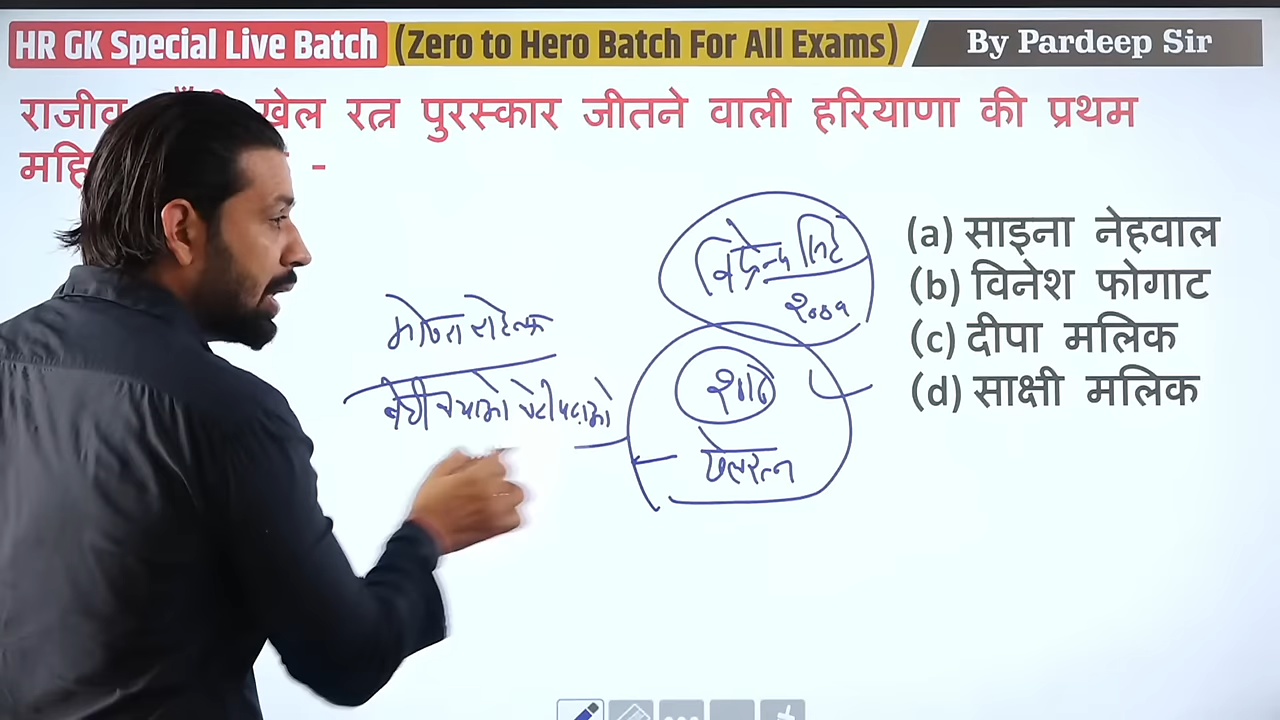 HR GK Special Live Batch (Zero to Hero Batch For All Exams) By Pardeep Sir
राजीव खेल रत्न पुरस्कार जीतने वाली हरियाणा की प्रथम
महि -
(a) साइना नेहवाल
(b) विनेश फोगाट
(c) दीपा मलिक
(d) साक्षी मलिक
२००९
खेलरत्न